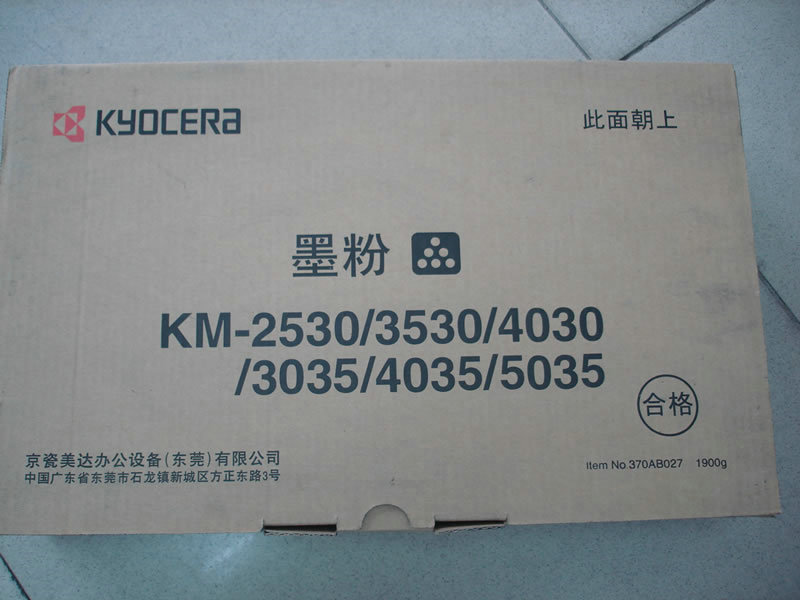 KYOCERA
此面朝上
墨粉
KM-2530/3530/4030
/3035/4035/5035
合格
京瓷美达办公设备(东莞)有限公司
中国广东省东莞市石龙镇新城区方正东路3号
Item No.370AB027 1900g